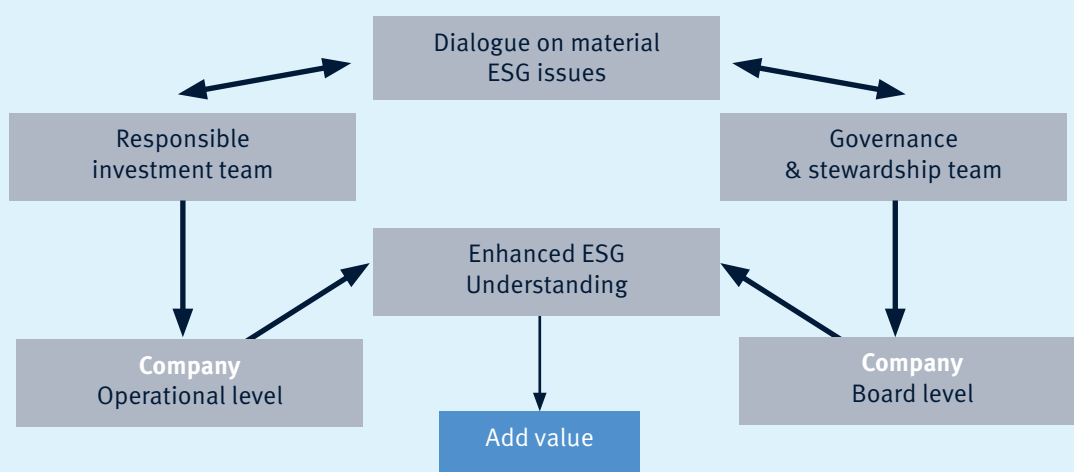 Dialogue on material
ESG issues
Responsible
investment team
Governance
& stewardship team
Enhanced ESG
Understanding
Company
Operational level
Company
Board level
Add value